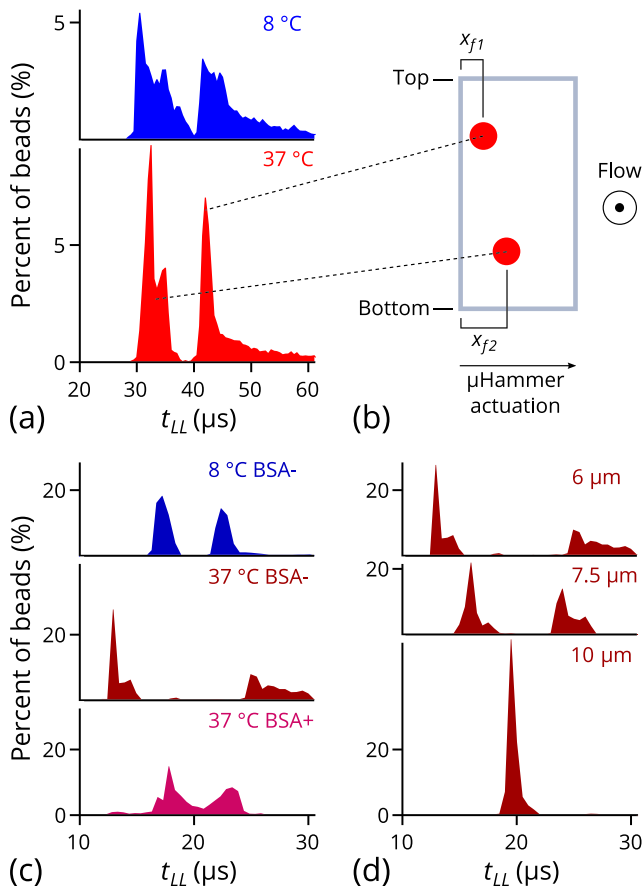 5
8 °C
37 °C
5
0
20 30 40 50 60
t_LL (µs)
Percent of beads (%)
(a)
x_f1
Top
Flow
Bottom
x_f2
µHammer
actuation
(b)
8 °C BSA-
20
37 °C BSA-
20
37 °C BSA+
20
0
10 20 30
t_LL (µs)
Percent of beads (%)
(c)
6 µm
20
7.5 µm
20
10 µm
20
0
10 20 30
t_LL (µs)
(d)